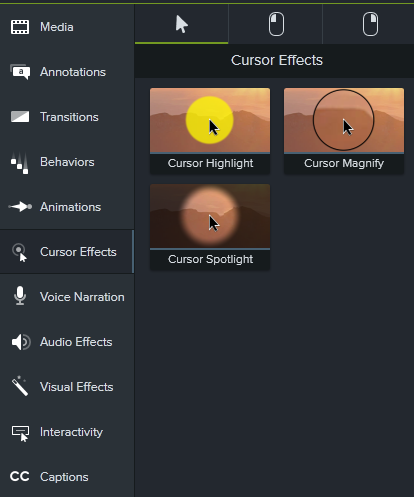 Media
a
Annotations
Transitions
Behaviors
Animations
Cursor Effects
Voice Narration
Audio Effects
Visual Effects
Interactivity
CC
Captions
Cursor Effects
Cursor Highlight
Cursor Magnify
Cursor Spotlight